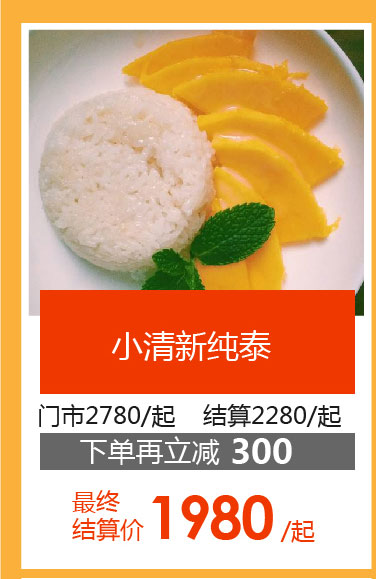 小清新纯泰
门市2780/起 结算2280/起
下单再立减 300
最终
结算价 1980 /起